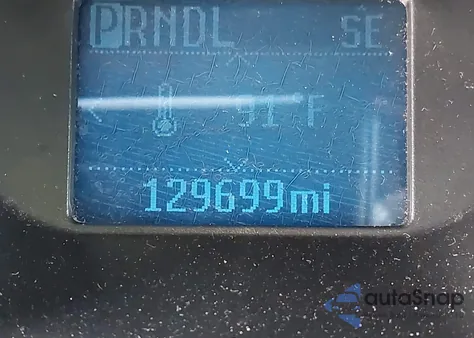 PRNDL SE
91°F
129699mi
autoSnap